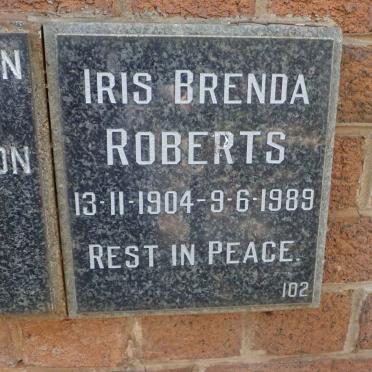 IRIS BRENDA
ROBERTS
13-11-1904-9-6-1989
REST IN PEACE.
102